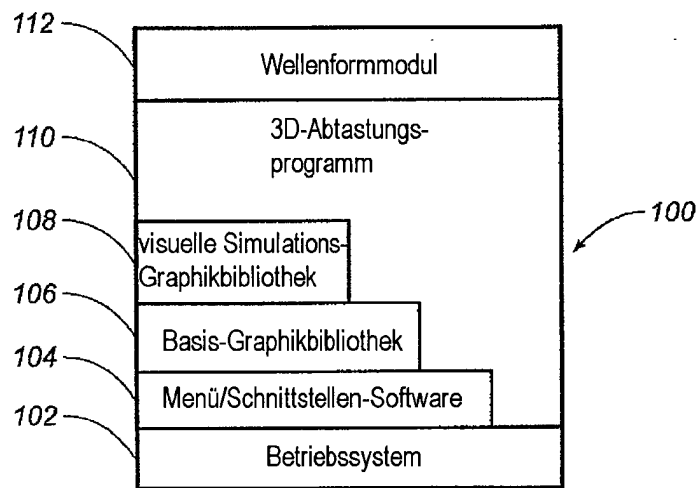 112
Wellenformmodul
110
3D-Abtastungs-
programm
100
108
visuelle Simulations-
Graphikbibliothek
106
Basis-Graphikbibliothek
104
Menü/Schnittstellen-Software
102
Betriebssystem